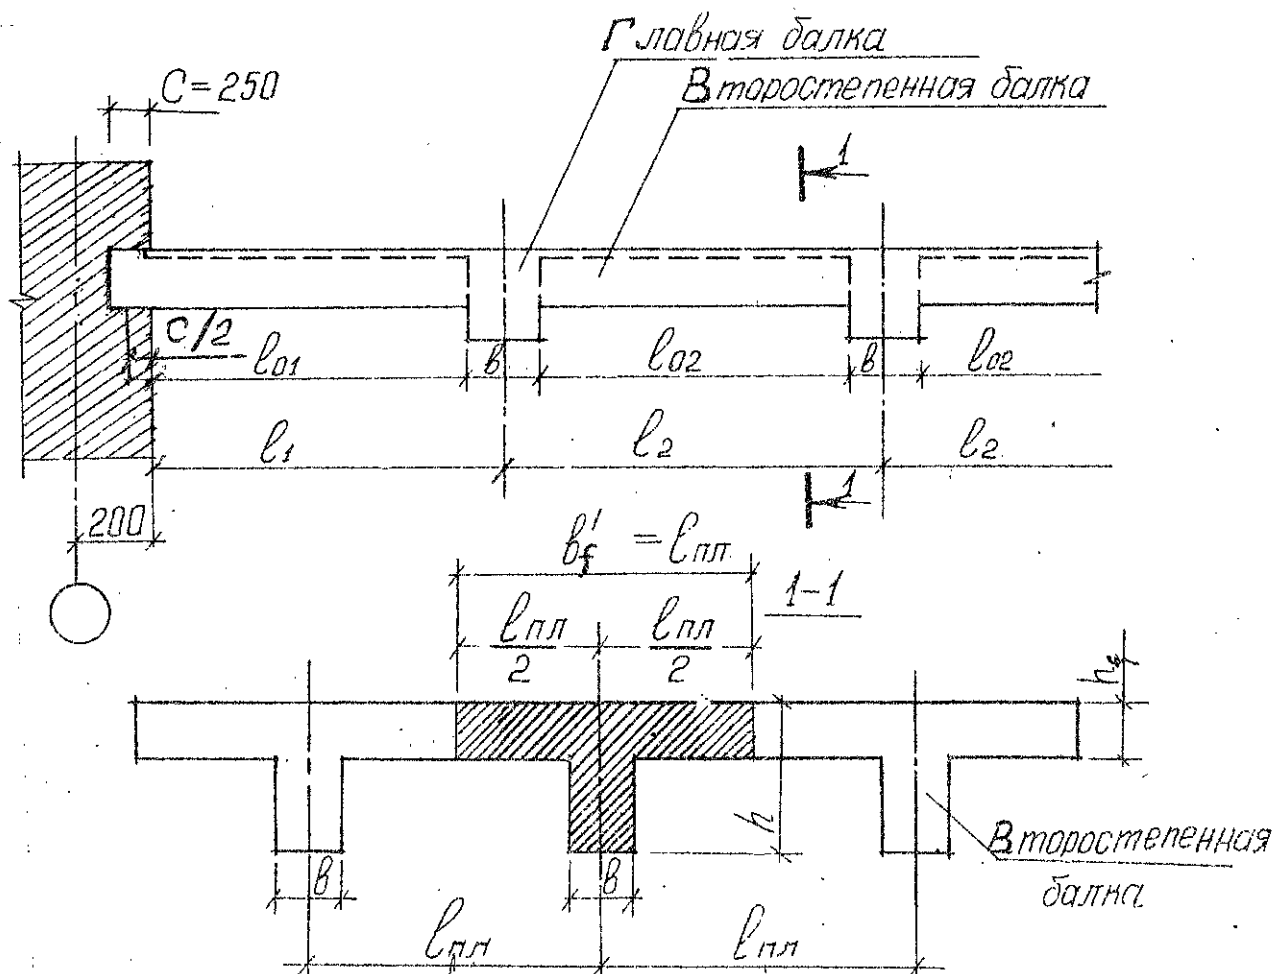 Главная балка
C = 250
Второстепенная балка
1
C/2
l01
в
l02
в
l02
l1
l2
l2
1
200
b'f = lпл
1-1
lпл/2
lпл/2
hf
h
Второстепенная
балка
в
в
lпл
lпл